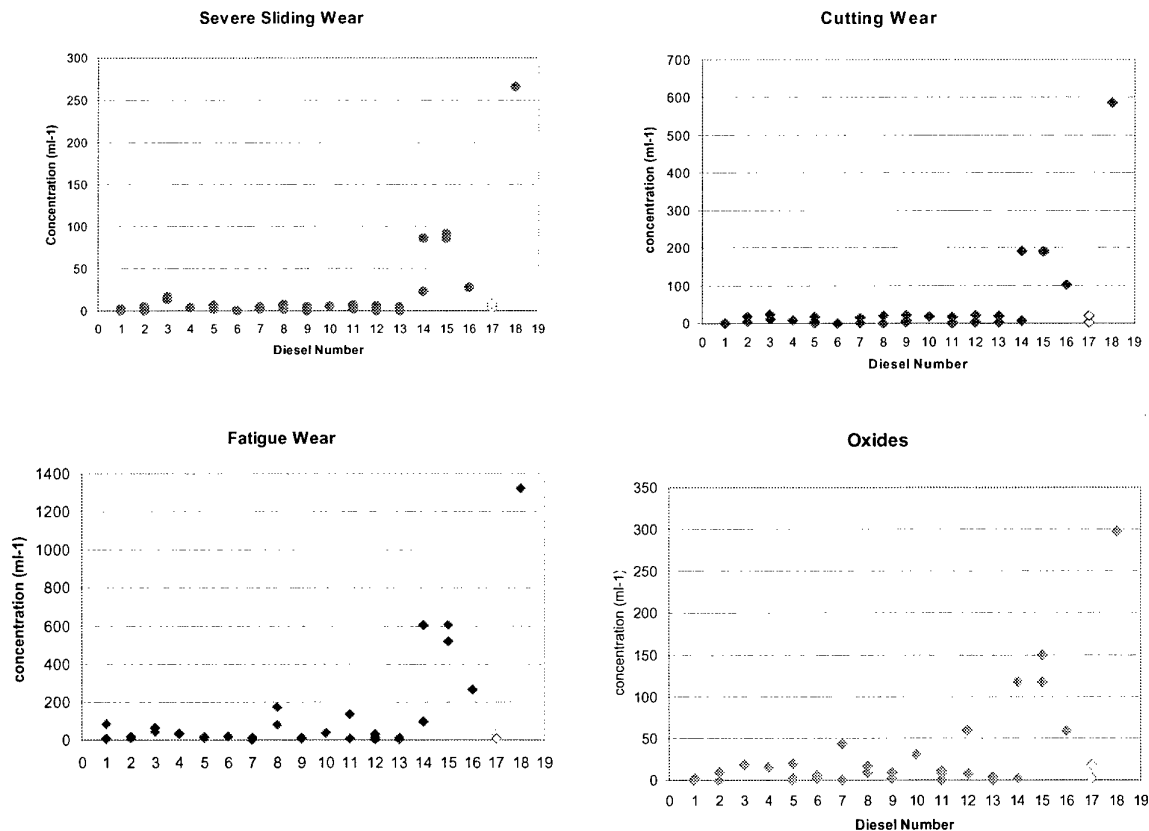 Severe Sliding Wear
300
250
200
150
100
50
0
Concentration (ml-1)
0 1 2 3 4 5 6 7 8 9 10 11 12 13 14 15 16 17 18 19
Diesel Number
Cutting Wear
700
600
500
400
300
200
100
0
concentration (ml-1)
0 1 2 3 4 5 6 7 8 9 10 11 12 13 14 15 16 17 18 19
Diesel Number
Fatigue Wear
1400
1200
1000
800
600
400
200
0
concentration (ml-1)
0 1 2 3 4 5 6 7 8 9 10 11 12 13 14 15 16 17 18 19
Oxides
350
300
250
200
150
100
50
0
concentration (ml-1)
0 1 2 3 4 5 6 7 8 9 10 11 12 13 14 15 16 17 18 19
Diesel Number